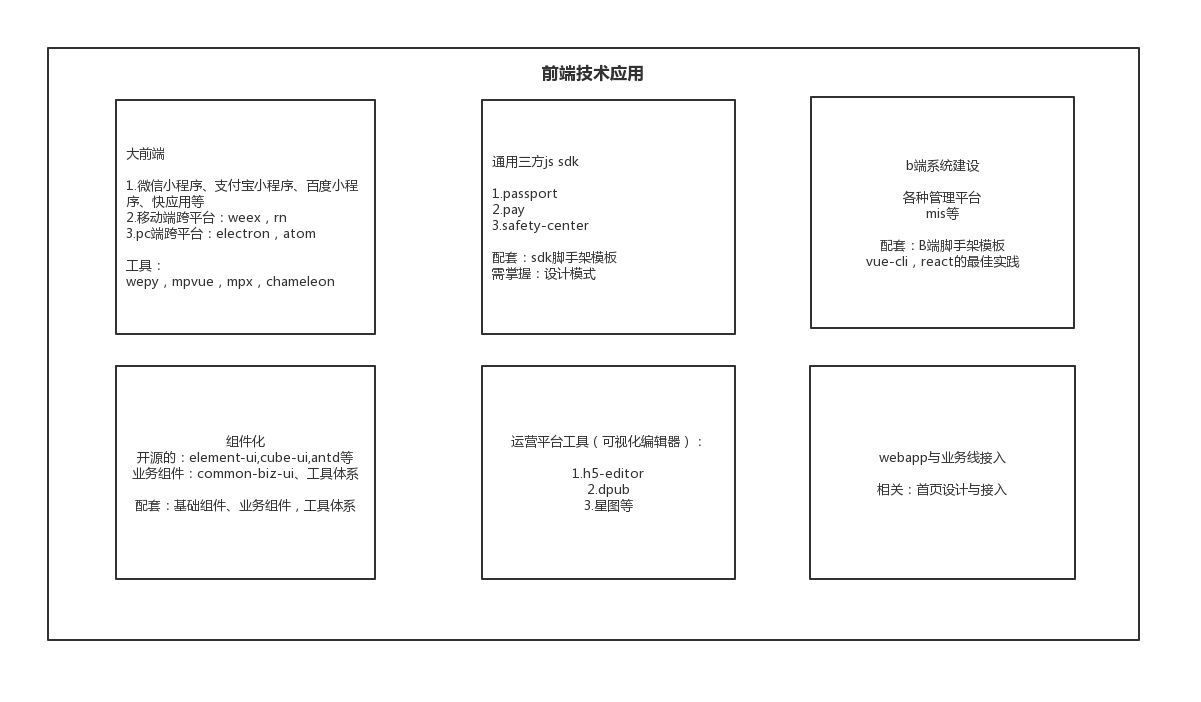 前端技术应用
大前端
1.微信小程序、支付宝小程序、百度小程
序、快应用等
2.移动端跨平台：weex，rn
3.pc端跨平台：electron，atom
工具：
wepy，mpvue，mpx，chameleon
通用三方js sdk
1.passport
2.pay
3.safety-center
配套：sdk脚手架模板
需掌握：设计模式
b端系统建设
各种管理平台
mis等
配套：B端脚手架模板
vue-cli，react的最佳实践
组件化
开源的：element-ui,cube-ui,antd等
业务组件：common-biz-ui、工具体系
配套：基础组件、业务组件，工具体系
运营平台工具（可视化编辑器）：
1.h5-editor
2.dpub
3.星图等
webapp与业务线接入
相关：首页设计与接入